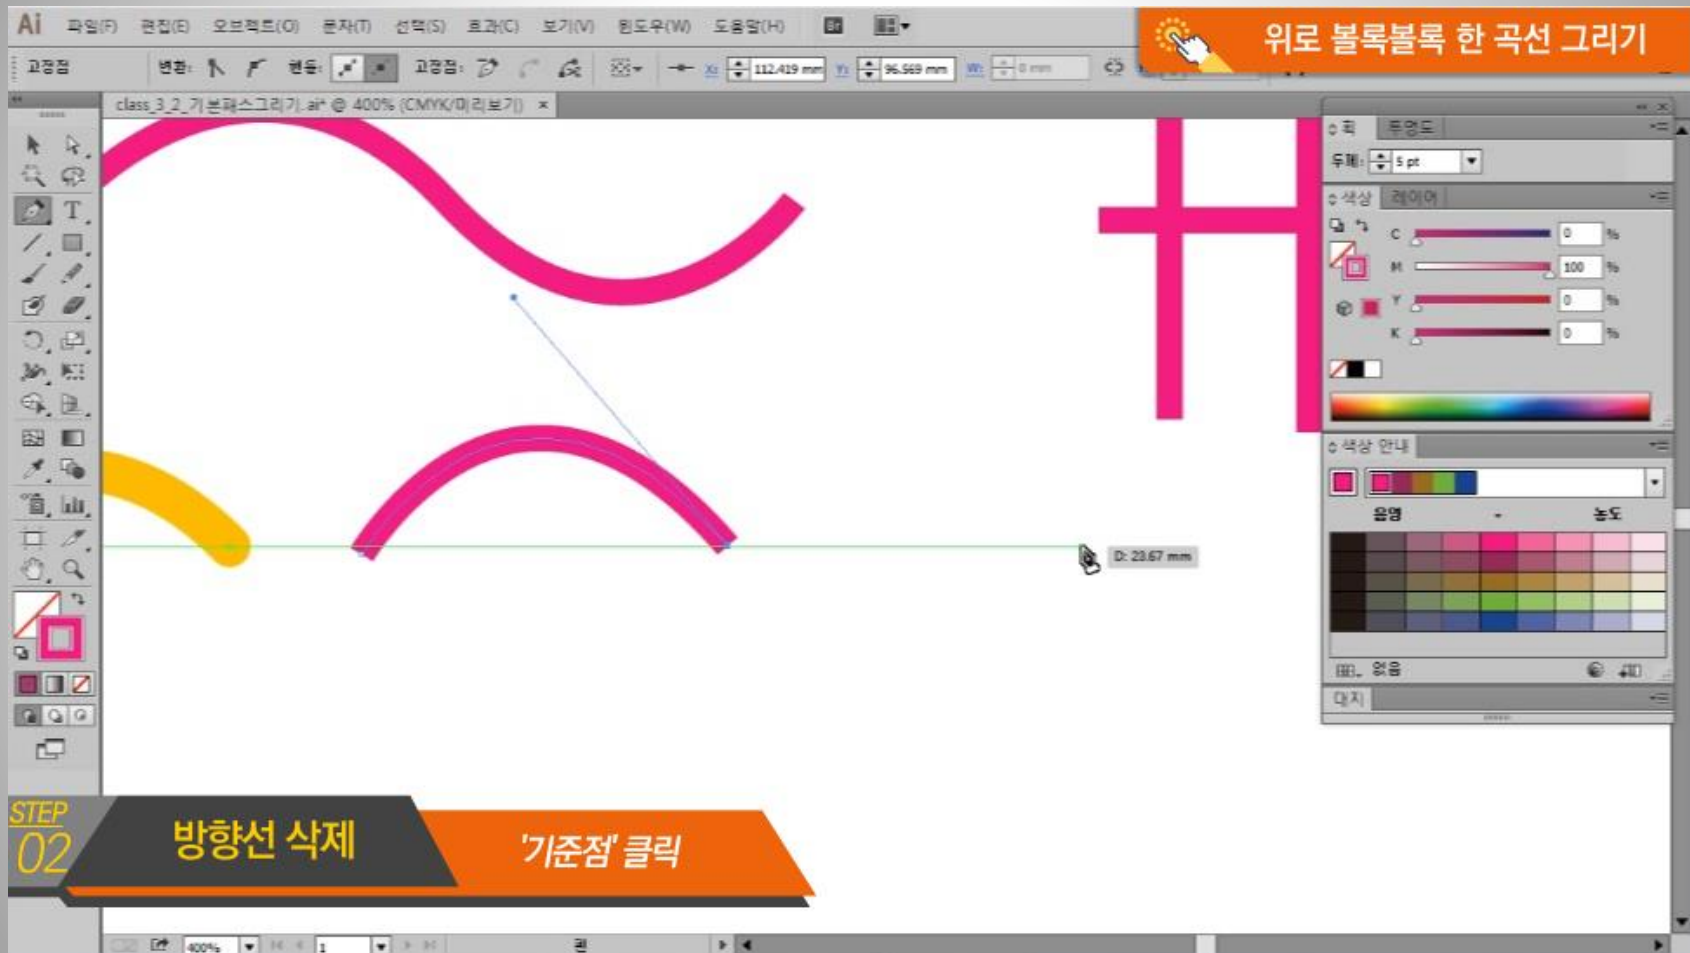 Ai 파일(F) 편집(E) 오브젝트(O) 문자(T) 선택(S) 효과(C) 보기(V) 윈도우(W) 도움말(H) Br
위로 볼록볼록 한 곡선 그리기
고정점 변환: 핸들: 고정점: X: 112.419 mm Y: 96.569 mm W: 0 mm
class_3_2_기본패스그리기.ai* @ 400% (CMYK/미리보기) ×
획 투명도
두께: 5 pt
색상 레이어
C 0 %
M 100 %
Y 0 %
K 0 %
색상 안내
음영 - 농도
없음
대지
T
D: 23.67 mm
STEP
02
방향선 삭제
'기준점' 클릭
400% 1 펜